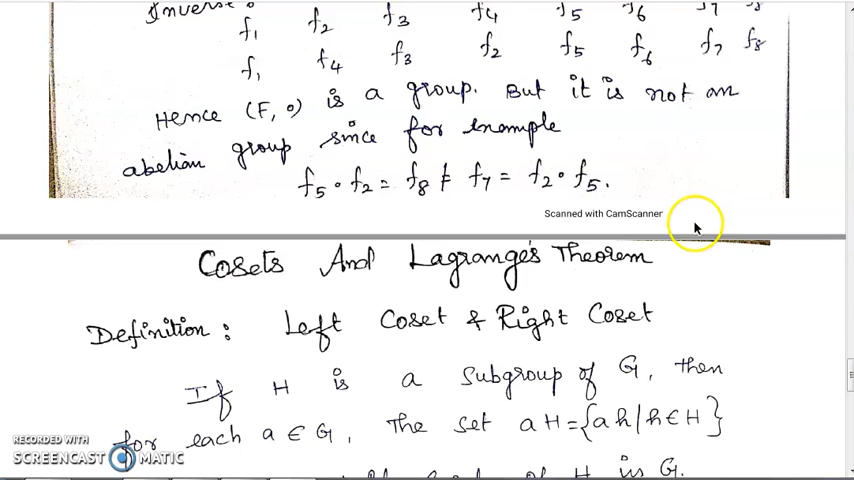 Inverse
f1 f2 f3 f4 f5 f6 f7 f8
f1 f4 f3 f2 f5 f6 f7 f8
Hence (F, o) is a group. But it is not an
abelian group since for example
f5 ∘ f2 = f8 ≠ f7 = f2 ∘ f5.
Scanned with CamScanner
Cosets And Lagrange's Theorem
Definition : Left Coset & Right Coset
If H is a subgroup of G, then
for each a ∈ G, the set aH = {ah | h ∈ H}
of H in G.
RECORDED WITH
SCREENCAST MATIC